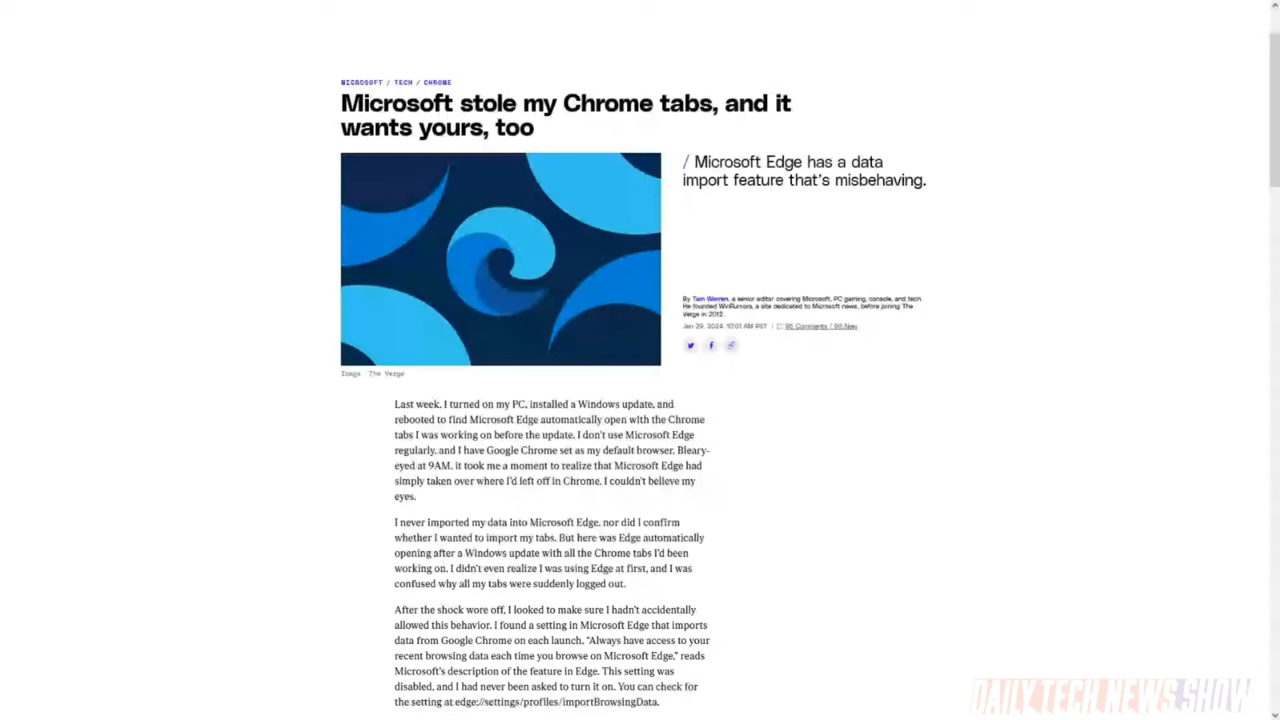 MICROSOFT / TECH / CHROME
Microsoft stole my Chrome tabs, and it
wants yours, too
/ Microsoft Edge has a data
import feature that's misbehaving.
By Tom Warren, a senior editor covering Microsoft, PC gaming, console, and tech.
He founded WinRumors, a site dedicated to Microsoft news, before joining The
Verge in 2012.
Jan 29, 2024, 10:01 AM PST | 96 Comments / 96 New
Image: The Verge
Last week, I turned on my PC, installed a Windows update, and
rebooted to find Microsoft Edge automatically open with the Chrome
tabs I was working on before the update. I don't use Microsoft Edge
regularly, and I have Google Chrome set as my default browser. Bleary-
eyed at 9AM, it took me a moment to realize that Microsoft Edge had
simply taken over where I'd left off in Chrome. I couldn't believe my
eyes.
I never imported my data into Microsoft Edge, nor did I confirm
whether I wanted to import my tabs. But here was Edge automatically
opening after a Windows update with all the Chrome tabs I'd been
working on. I didn't even realize I was using Edge at first, and I was
confused why all my tabs were suddenly logged out.
After the shock wore off, I looked to make sure I hadn't accidentally
allowed this behavior. I found a setting in Microsoft Edge that imports
data from Google Chrome on each launch. "Always have access to your
recent browsing data each time you browse on Microsoft Edge," reads
Microsoft's description of the feature in Edge. This setting was
disabled, and I had never been asked to turn it on. You can check for
the setting at edge://settings/profiles/importBrowsingData.
DAILY TECH NEWS SHOW